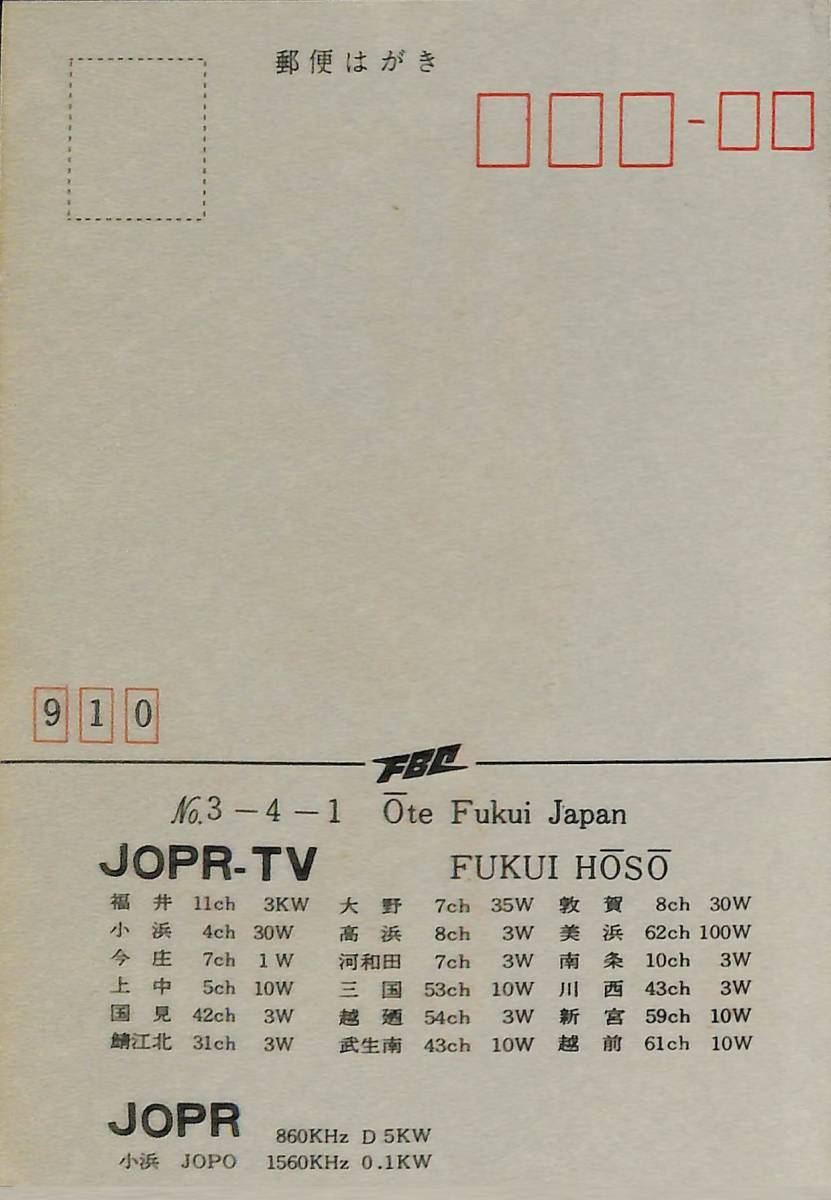 郵便はがき
910
FBC
No.3-4-1 Ōte Fukui Japan
JOPR-TV FUKUI HŌSŌ
福井 11ch 3KW 大野 7ch 35W 敦賀 8ch 30W
小浜 4ch 30W 高浜 8ch 3W 美浜 62ch 100W
今庄 7ch 1W 河和田 7ch 3W 南条 10ch 3W
上中 5ch 10W 三国 53ch 10W 川西 43ch 3W
国見 42ch 3W 越廼 54ch 3W 新宮 59ch 10W
鯖江北 31ch 3W 武生南 43ch 10W 越前 61ch 10W
JOPR 860KHz D 5KW
小浜 JOPO 1560KHz 0.1KW